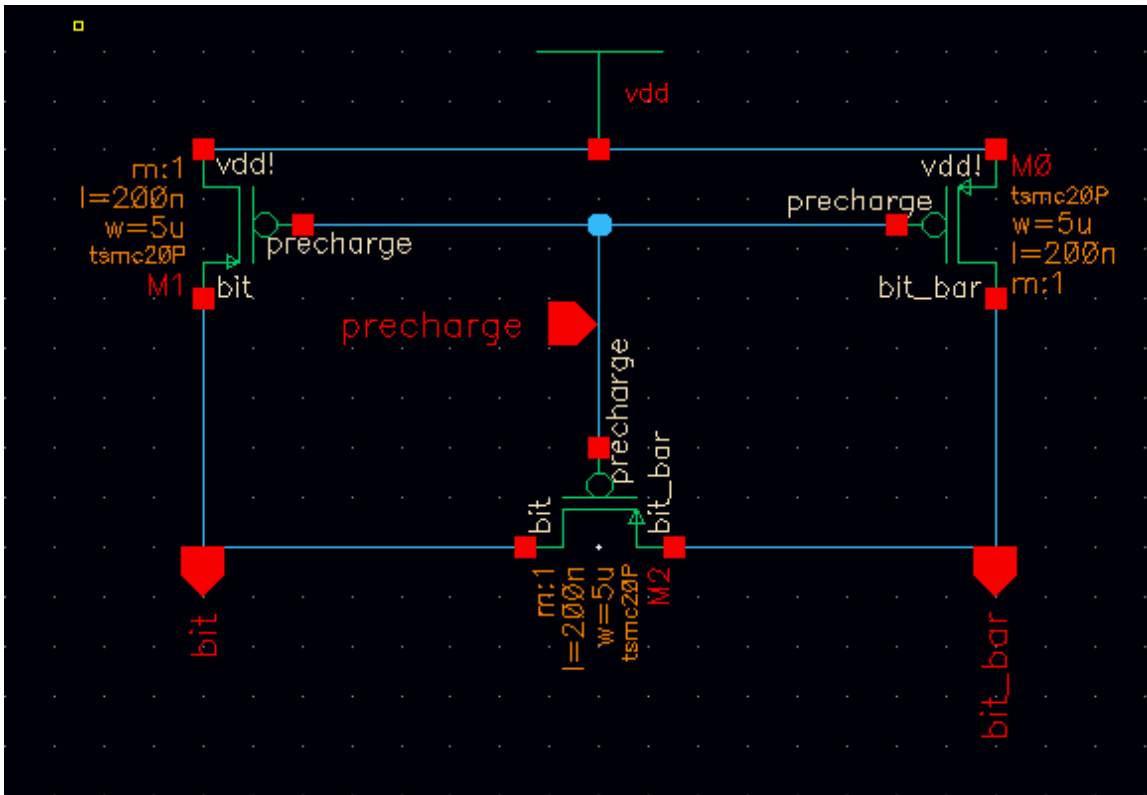 vdd
m:1
l=200n
w=5u
tsmc20P
M1
vdd!
precharge
bit
vdd!
precharge
bit_bar
M0
tsmc20P
w=5u
l=200n
m:1
precharge
precharge
bit
bit_bar
m:1
l=200n
w=5u
tsmc20P
M2
bit
bit_bar